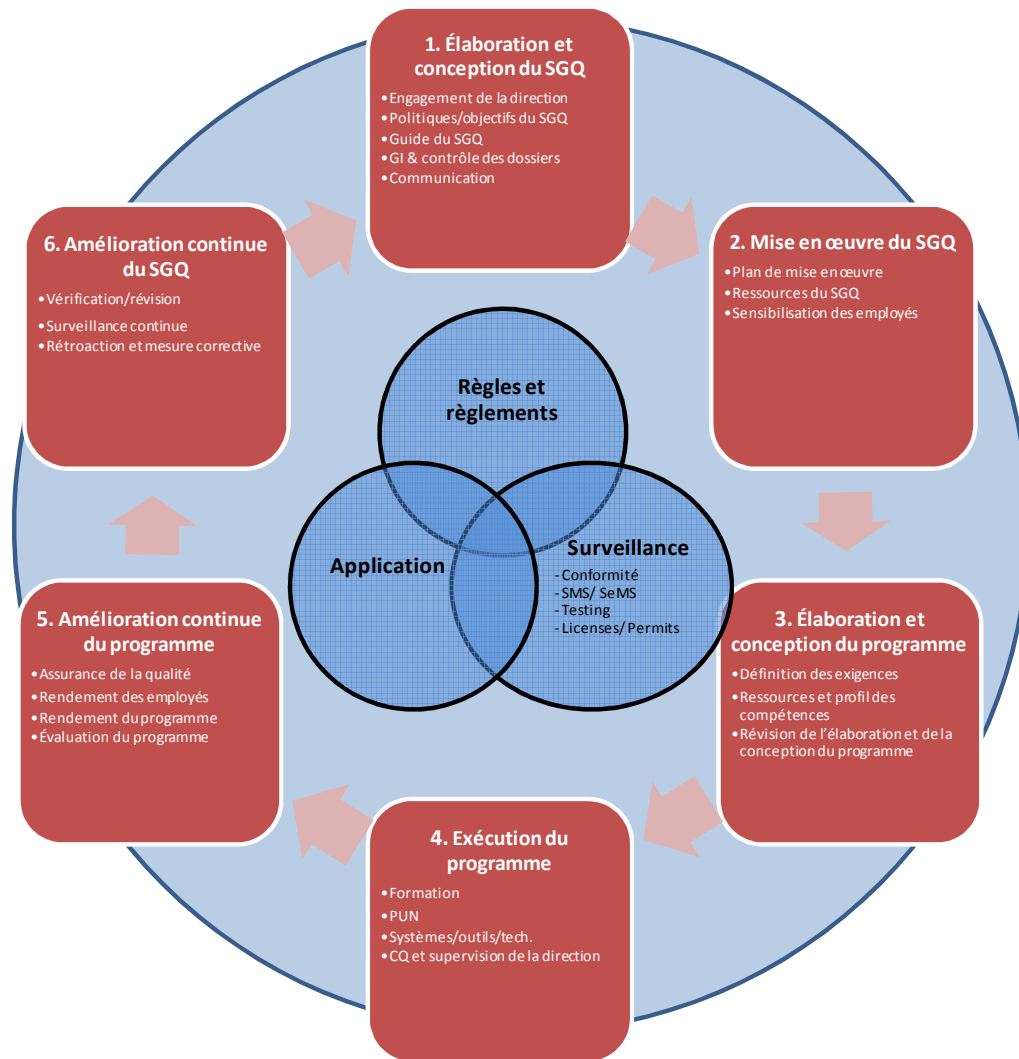 1. Élaboration et
conception du SGQ
•Engagement de la direction
•Politiques/objectifs du SGQ
•Guide du SGQ
•GI & contrôle des dossiers
•Communication
2. Mise en œuvre du SGQ
•Plan de mise en œuvre
•Ressources du SGQ
•Sensibilisation des employés
3. Élaboration et
conception du programme
•Définition des exigences
•Ressources et profil des
compétences
•Révision de l'élaboration et de la
conception du programme
4. Exécution du
programme
•Formation
•PUN
•Systèmes/outils/tech.
•CQ et supervision de la direction
5. Amélioration continue
du programme
•Assurance de la qualité
•Rendement des employés
•Rendement du programme
•Évaluation du programme
6. Amélioration continue
du SGQ
•Vérification/révision
•Surveillance continue
•Rétroaction et mesure corrective
Règles et
règlements
Application
Surveillance
- Conformité
- SMS/ SeMS
- Testing
- Licenses/ Permits